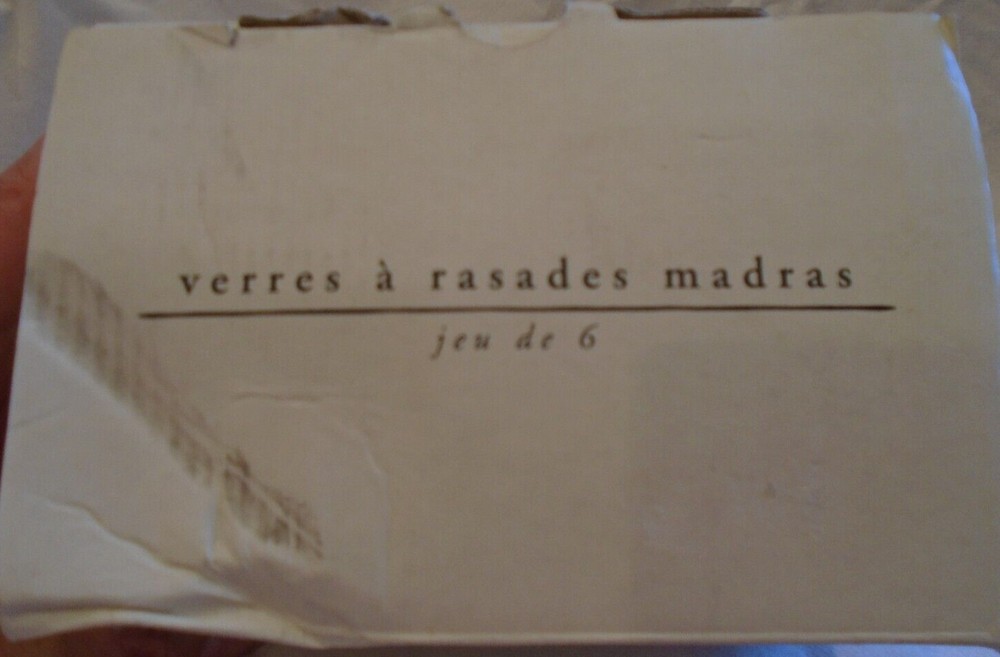 verres à rasades madras
jeu de 6